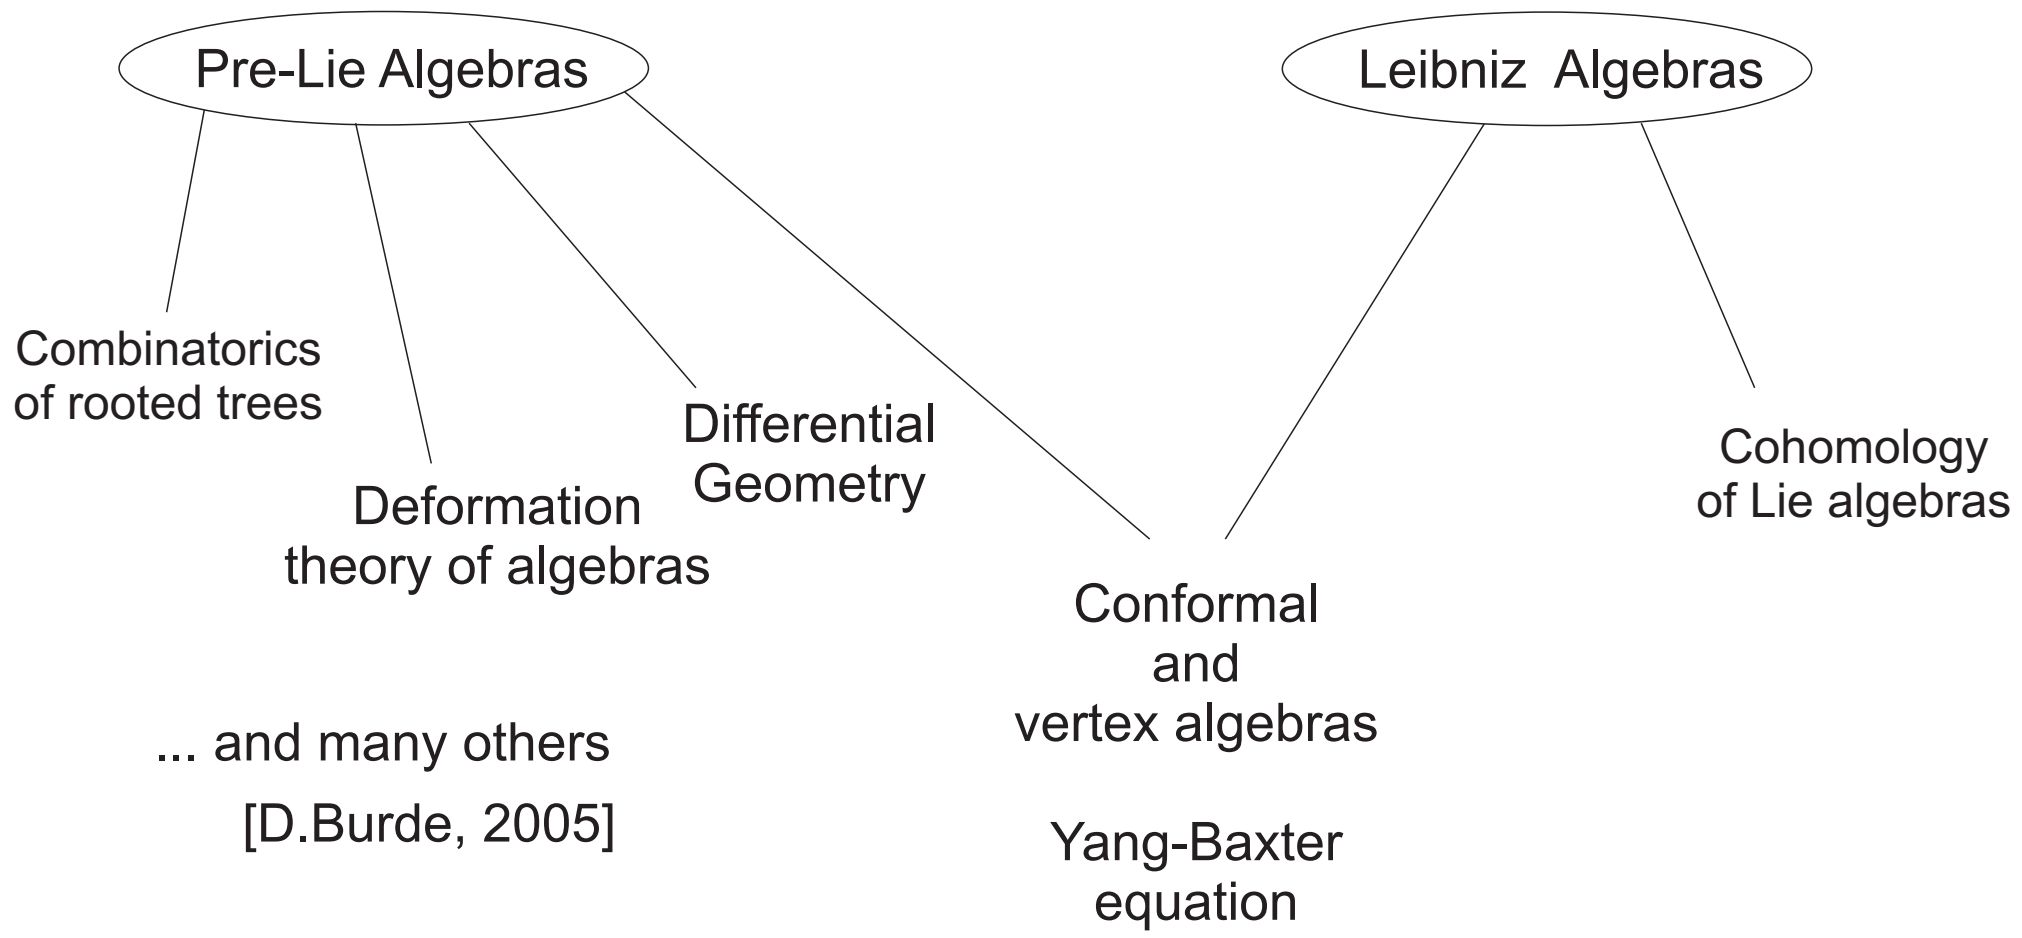 Pre-Lie Algebras
Leibniz Algebras
Combinatorics
of rooted trees
Deformation
theory of algebras
Differential
Geometry
Conformal
and
vertex algebras
Yang-Baxter
equation
Cohomology
of Lie algebras
... and many others
[D.Burde, 2005]